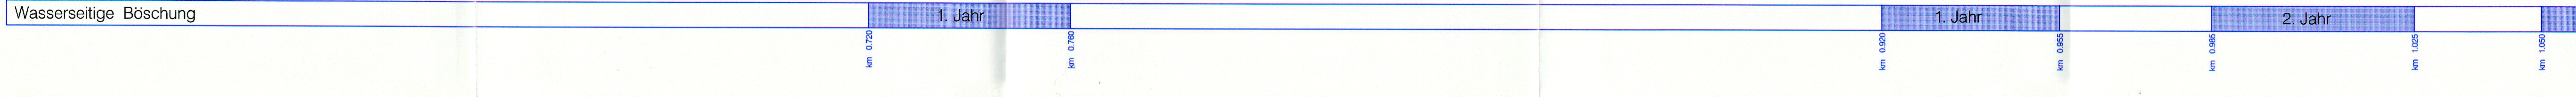 Wasserseitige Böschung 1. Jahr 1. Jahr 2. Jahr
km 0.720 km 0.760 km 0.920 km 0.955 km 0.985 km 1.025 km 1.050